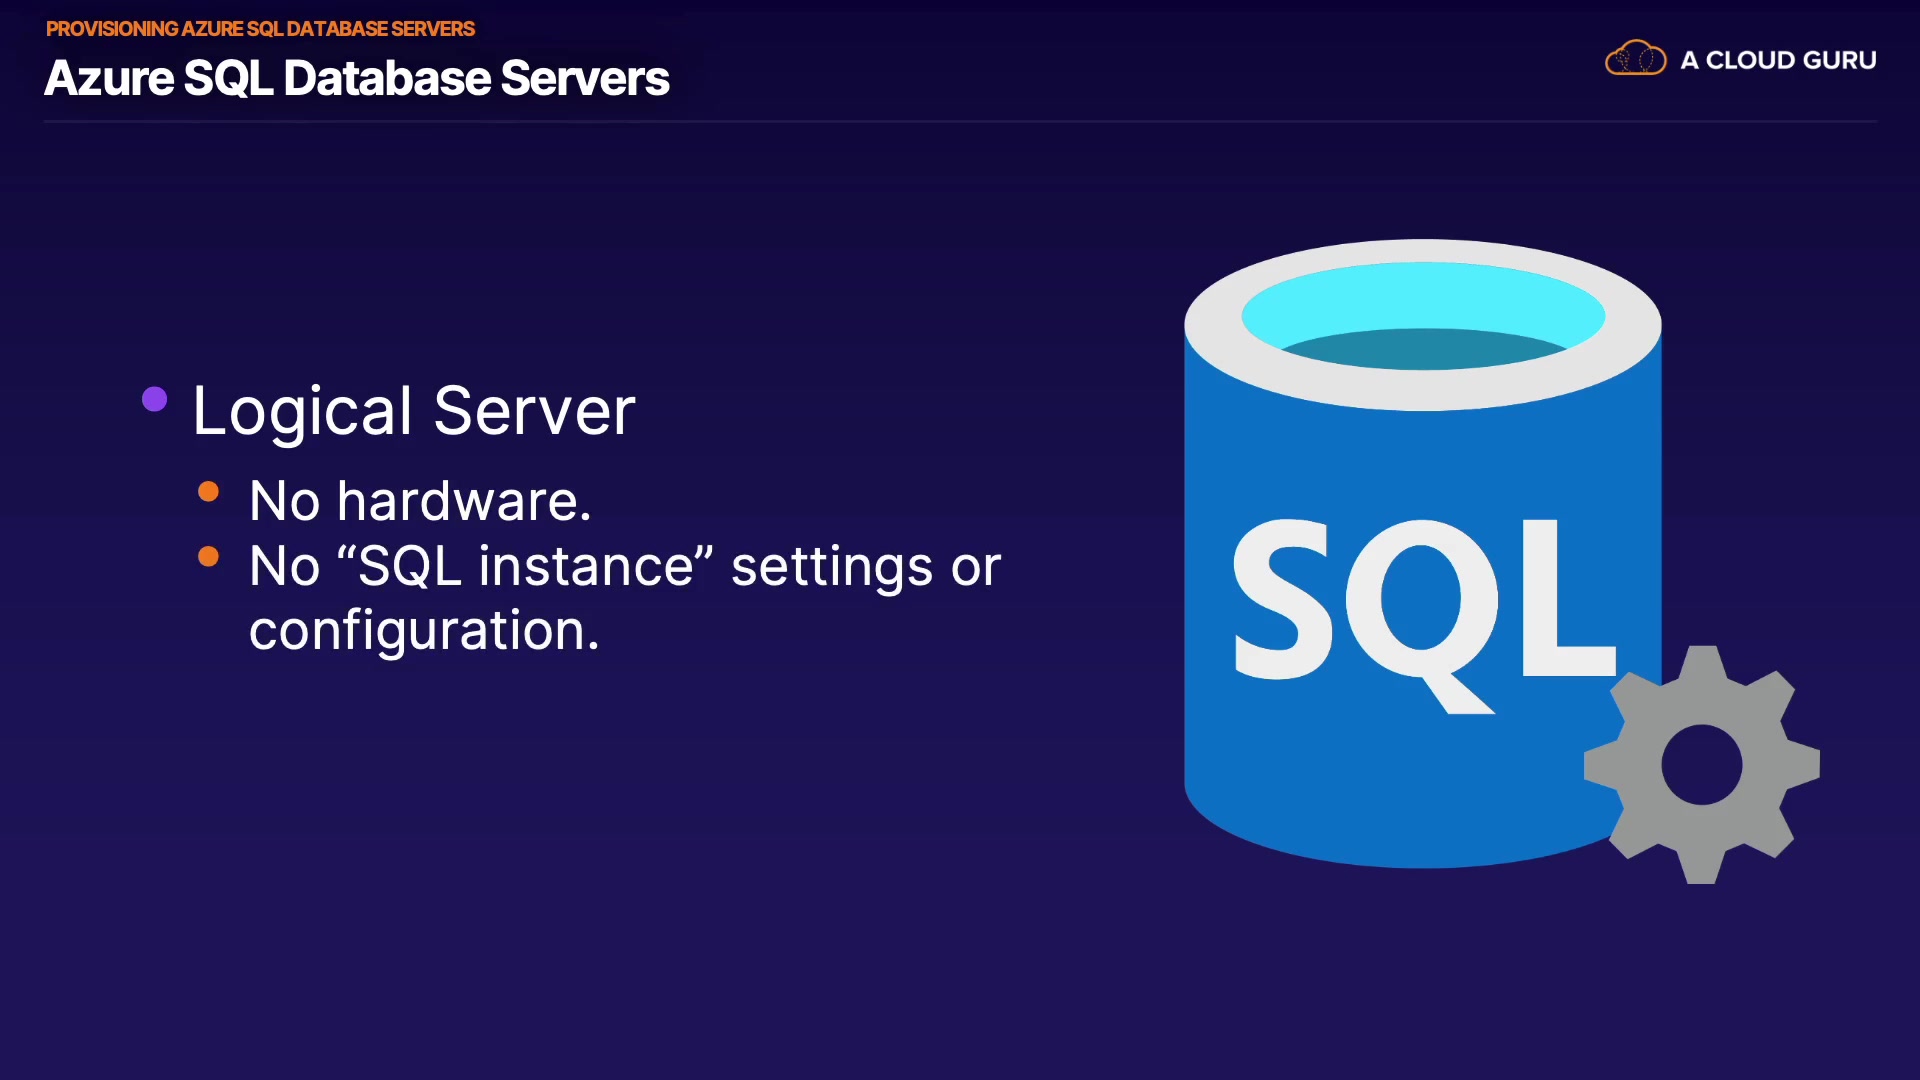 PROVISIONING AZURE SQL DATABASE SERVERS
Azure SQL Database Servers
A CLOUD GURU
Logical Server
No hardware.
No “SQL instance” settings or
configuration.
SQL